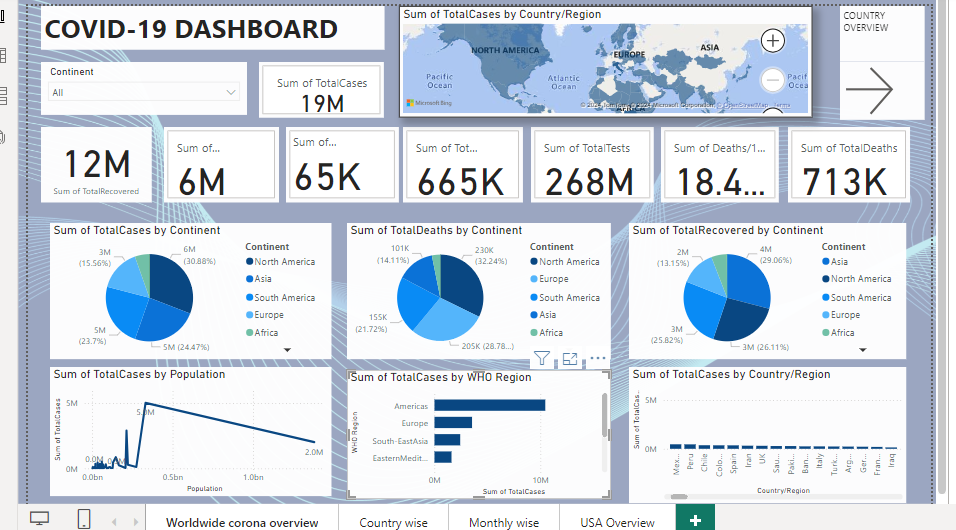 COVID-19 DASHBOARD
Sum of TotalCases by Country/Region
NORTH AMERICA
EUROPE
ASIA
Pacific
Ocean
Atlantic
Ocean
Pacif
Ocean
Microsoft Bing
OpenStreetMap Terms
COUNTRY
OVERVIEW
Continent
All
Sum of TotalCases
19M
12M
Sum of TotalRecovered
Sum of...
6M
Sum of...
65K
Sum of Tot...
665K
Sum of TotalTests
268M
Sum of Deaths/1...
18.4...
Sum of TotalDeaths
713K
Sum of TotalCases by Continent
3M
(15.56%)
6M
(30.88%)
5M
(23.7%)
5M (24.47%)
Continent
North America
Asia
South America
Europe
Africa
Sum of TotalDeaths by Continent
101K
(14.11%)
230K
(32.24%)
155K
(21.72%)
205K (28.78...)
Continent
North America
Europe
South America
Asia
Africa
Sum of TotalRecovered by Continent
2M
(13.15%)
4M
(29.06%)
3M
(25.82%)
3M (26.11%)
Continent
Asia
North America
South America
Europe
Africa
Sum of TotalCases by Population
Sum of TotalCases
5M
0M
5.0M
0.0M
2.0M
0.0bn
0.5bn
1.0bn
Population
Sum of TotalCases by WHO Region
WHO Region
Americas
Europe
South-EastAsia
EasternMedit...
0M
10M
Sum of TotalCases
Sum of TotalCases by Country/Region
Sum of TotalCas...
5M
0M
Mex...
Peru
Chile
Colo...
Spain
Iran
UK
Sau...
Paki...
Ban...
Italy
Turk...
Arg...
Ger...
Fran...
Iraq
Country/Region
Worldwide corona overview
Country wise
Monthly wise
USA Overview